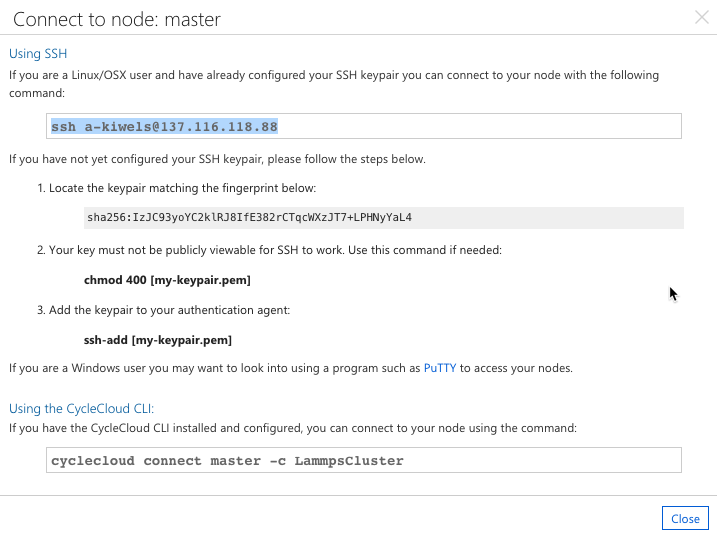 Connect to node: master
Using SSH
If you are a Linux/OSX user and have already configured your SSH keypair you can connect to your node with the following
command:
ssh a-kiwels@137.116.118.88
If you have not yet configured your SSH keypair, please follow the steps below.
1. Locate the keypair matching the fingerprint below:
sha256:IzJC93yoYC2klRJ8IfE382rCTqcWXzJT7+LPHNyYaL4
2. Your key must not be publicly viewable for SSH to work. Use this command if needed:
chmod 400 [my-keypair.pem]
3. Add the keypair to your authentication agent:
ssh-add [my-keypair.pem]
If you are a Windows user you may want to look into using a program such as PuTTY to access your nodes.
Using the CycleCloud CLI:
If you have the CycleCloud CLI installed and configured, you can connect to your node using the command:
cyclecloud connect master -c LammpsCluster
Close